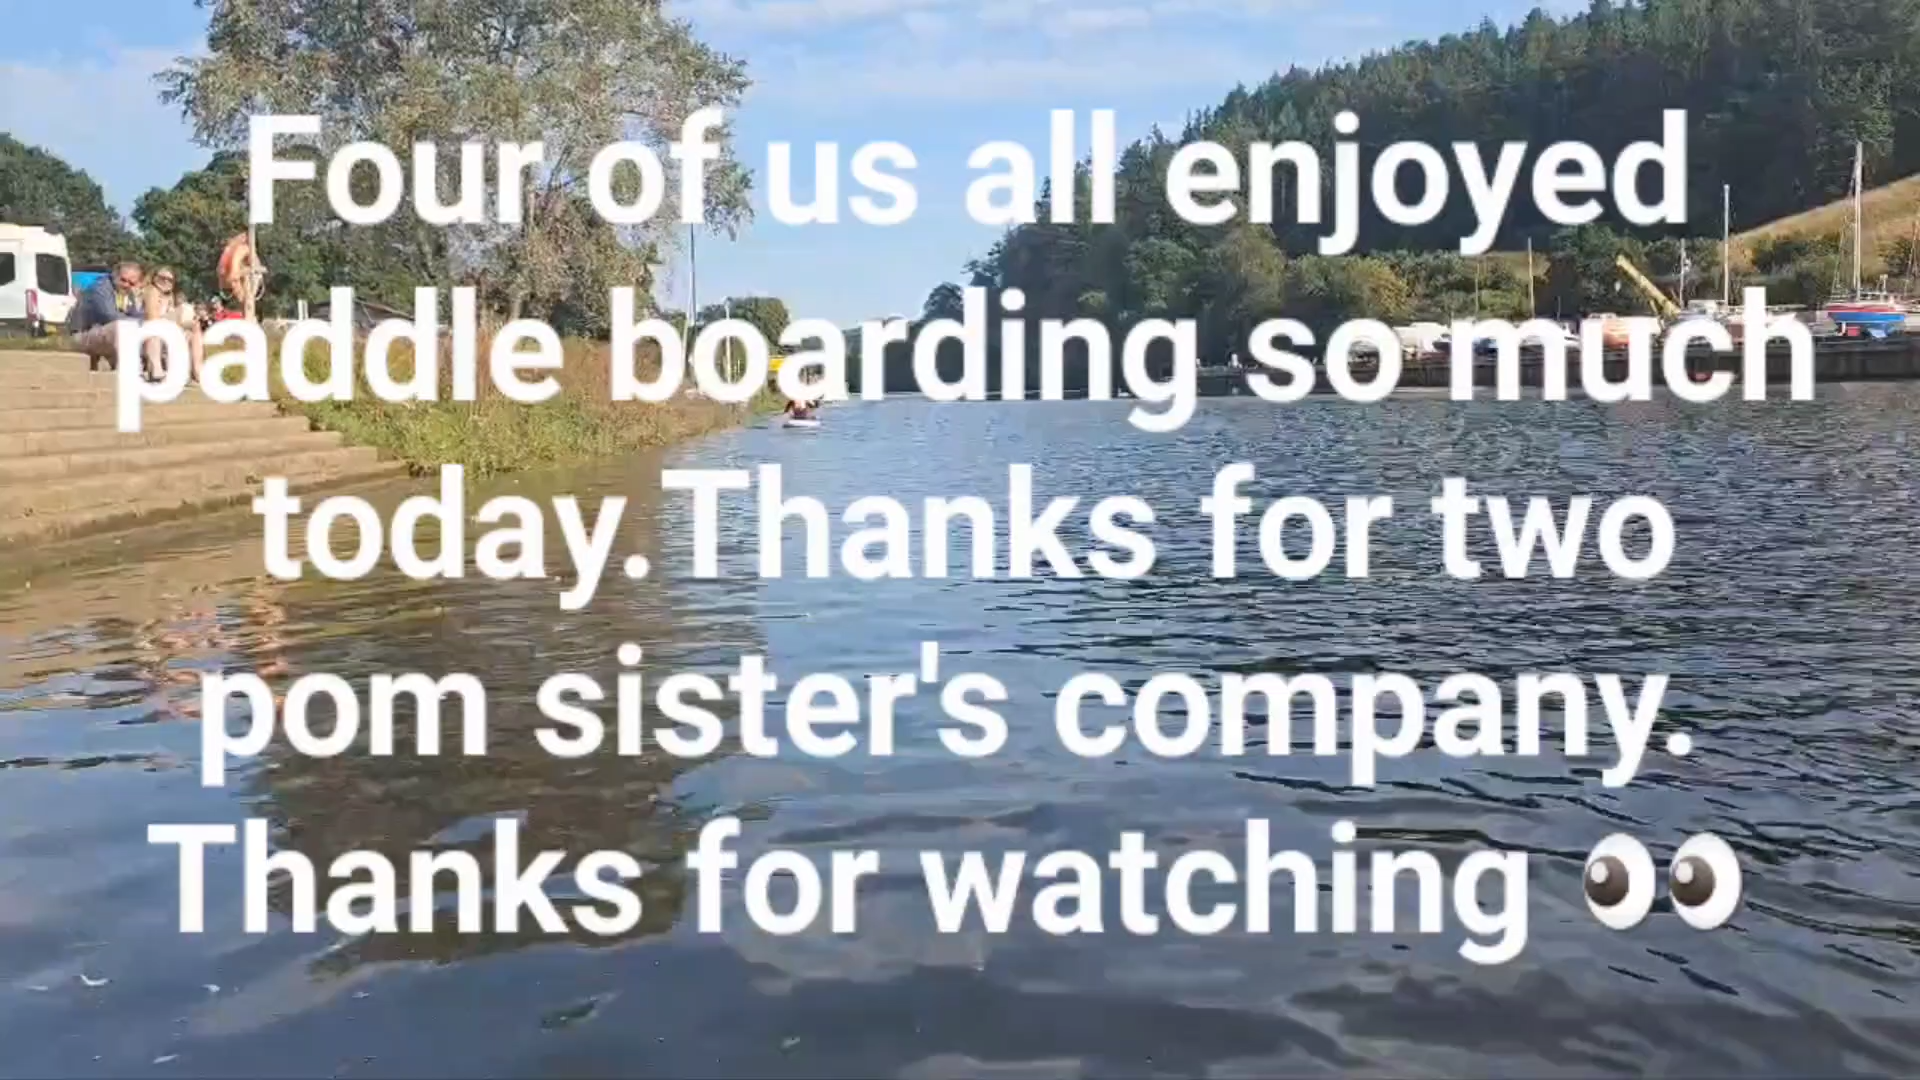 Four of us all enjoyed
paddle boarding so much
today.Thanks for two
pom sister's company.
Thanks for watching 👀